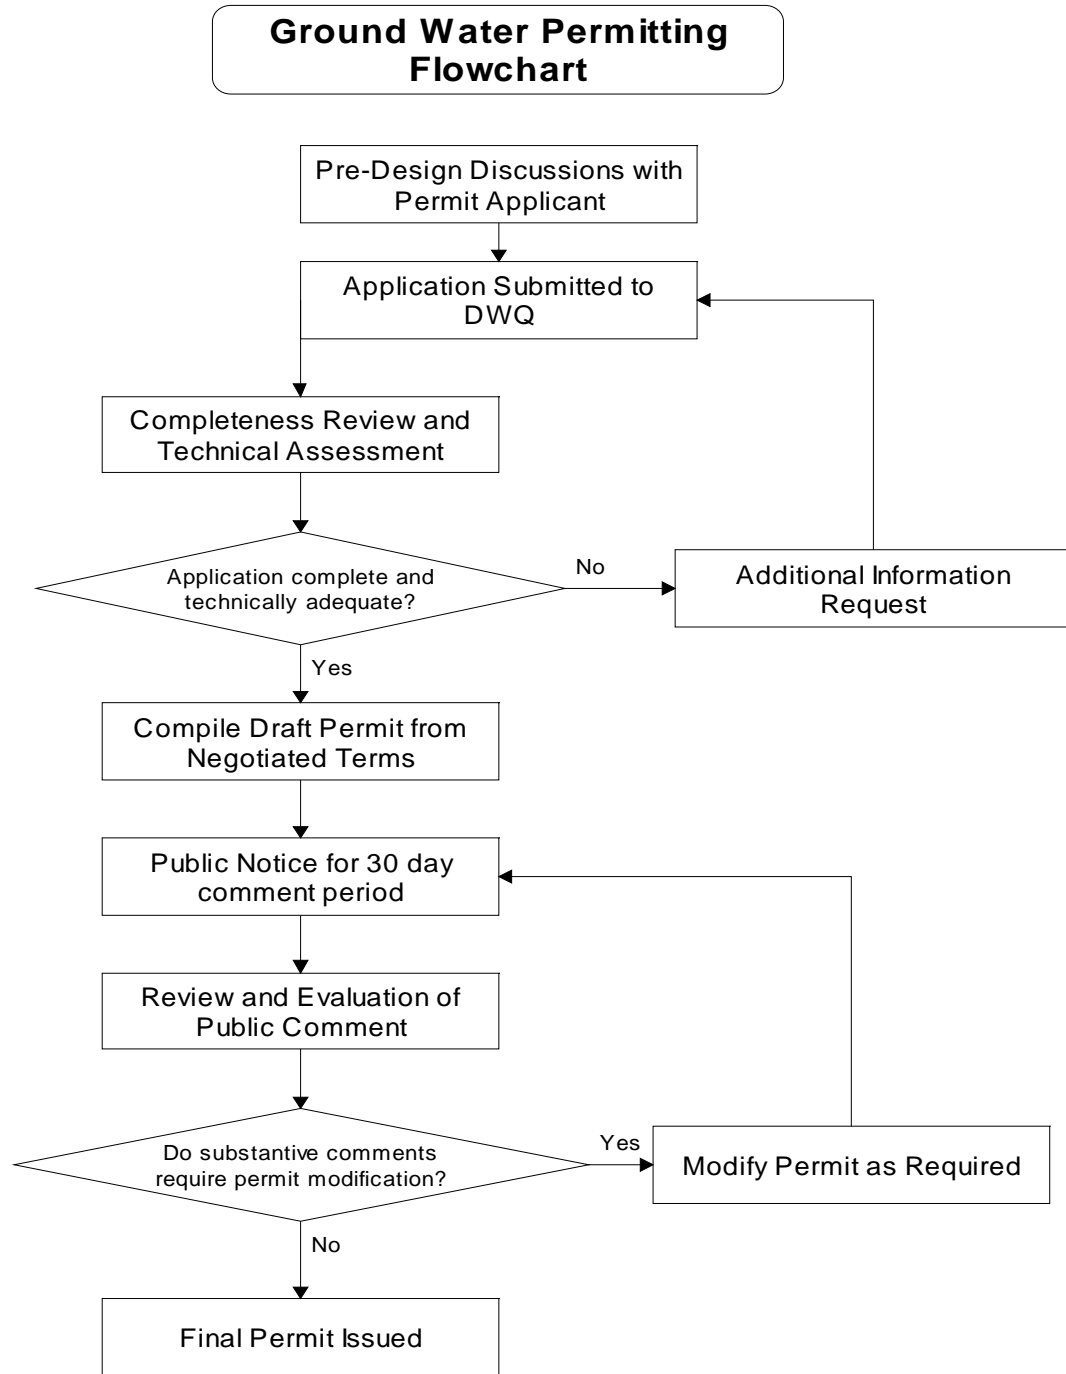 Ground Water Permitting
Flowchart
Pre-Design Discussions with
Permit Applicant
Application Submitted to
DWQ
Completeness Review and
Technical Assessment
Application complete and
technically adequate?
No
Additional Information
Request
Yes
Compile Draft Permit from
Negotiated Terms
Public Notice for 30 day
comment period
Review and Evaluation of
Public Comment
Do substantive comments
require permit modification?
Yes
Modify Permit as Required
No
Final Permit Issued